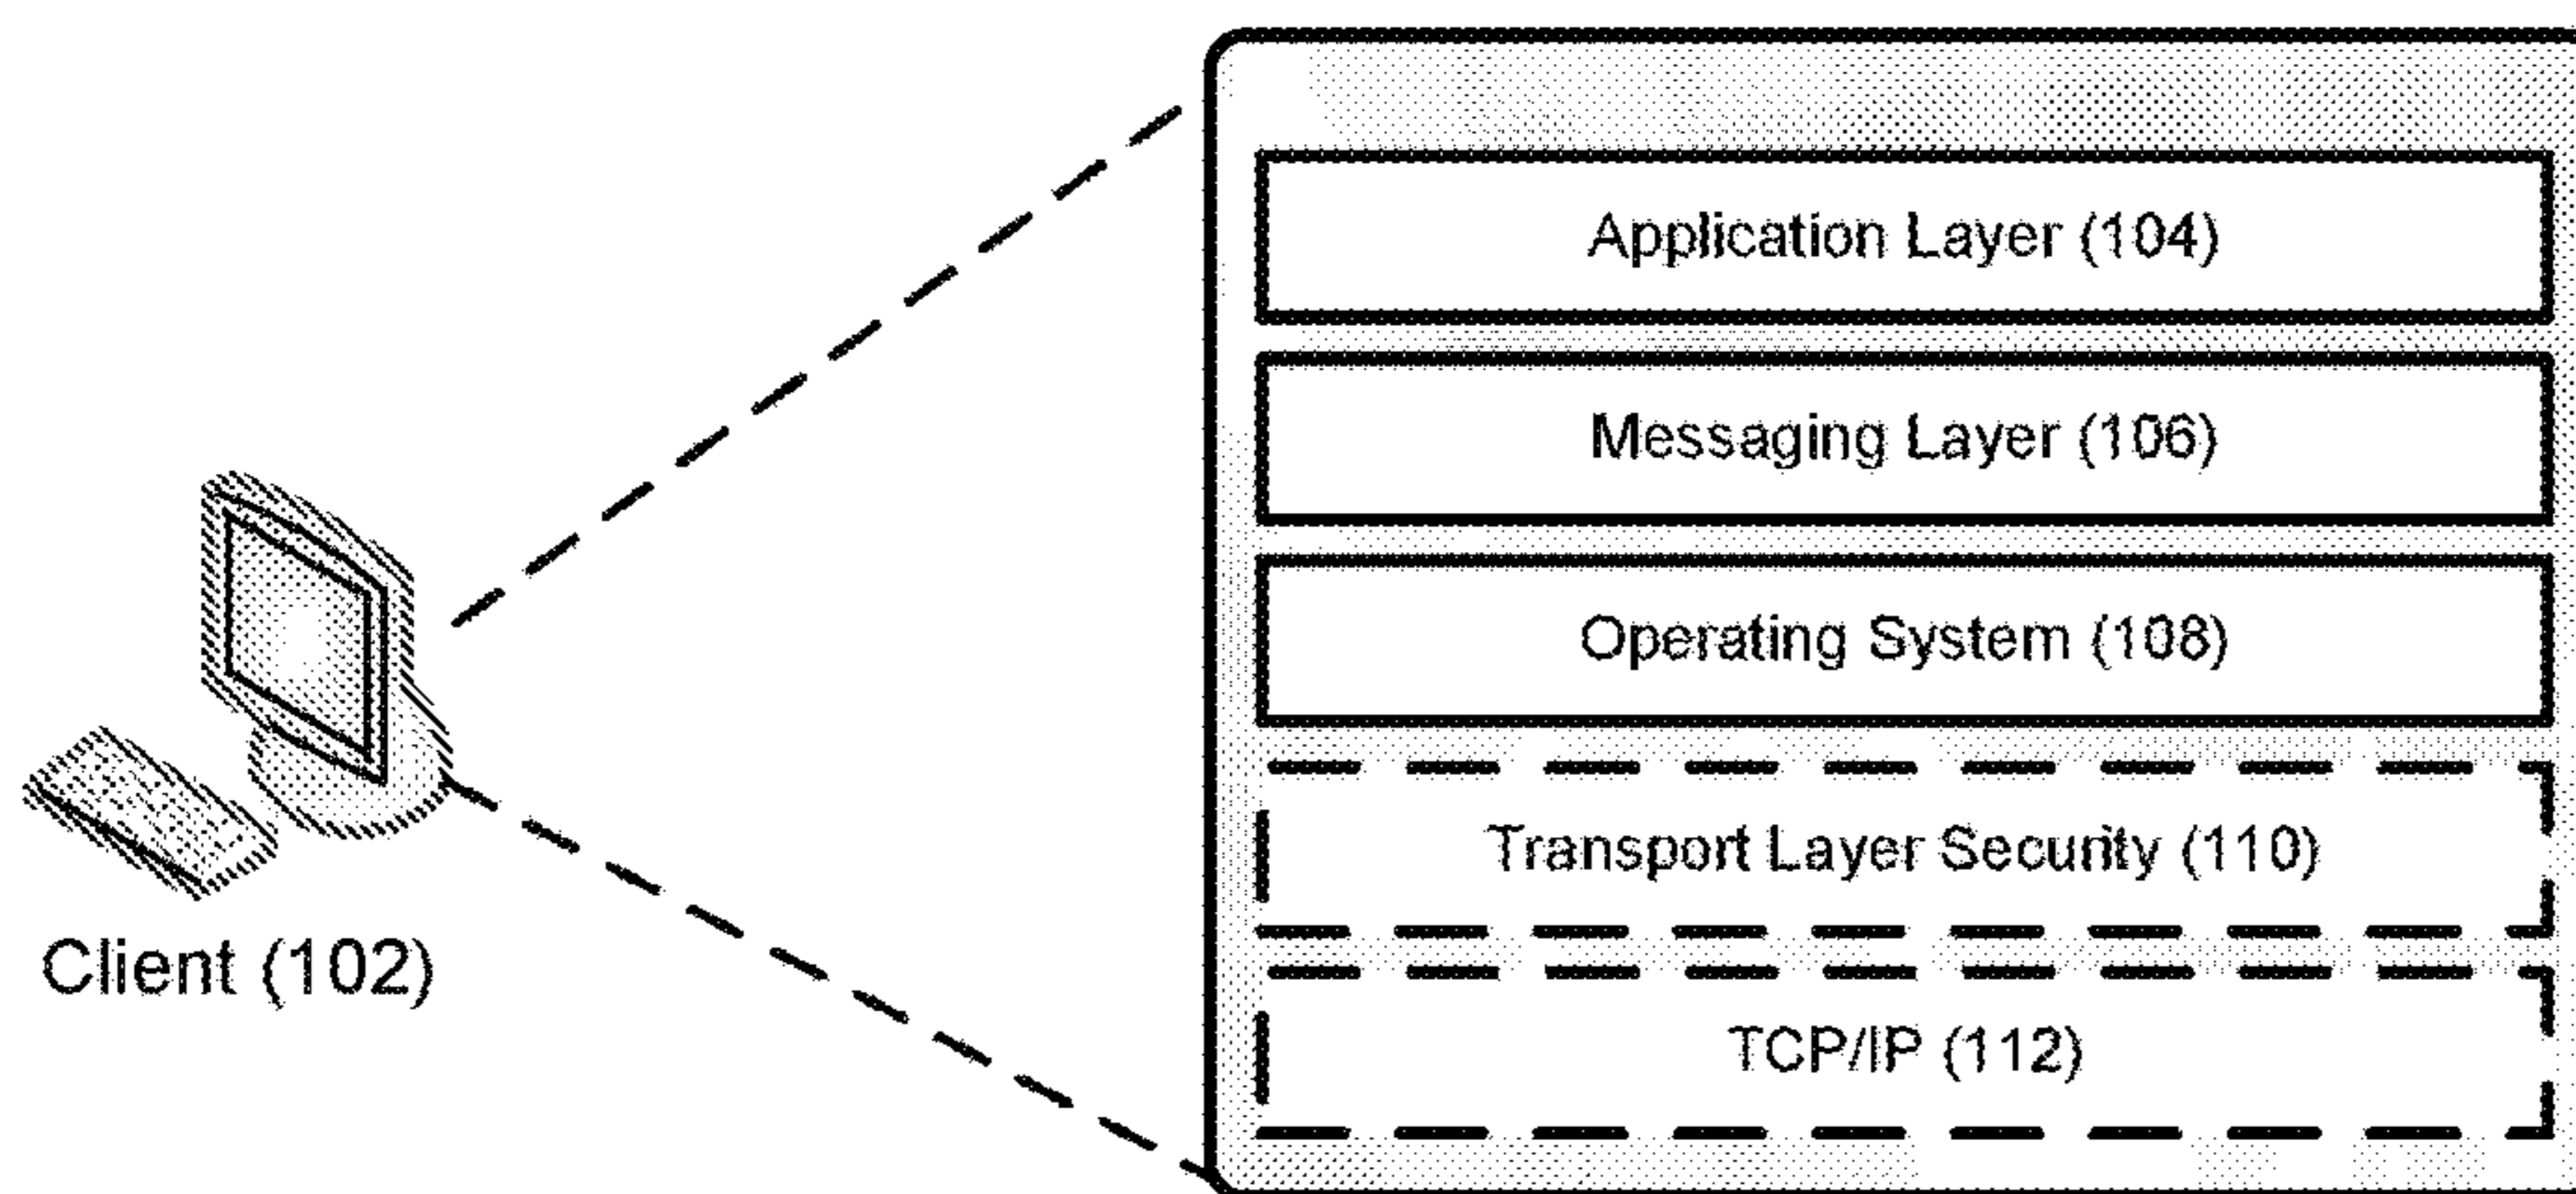 Application Layer (104)
Messaging Layer (106)
Operating System (108)
Transport Layer Security (110)
TCP/IP (112)
Client (102)